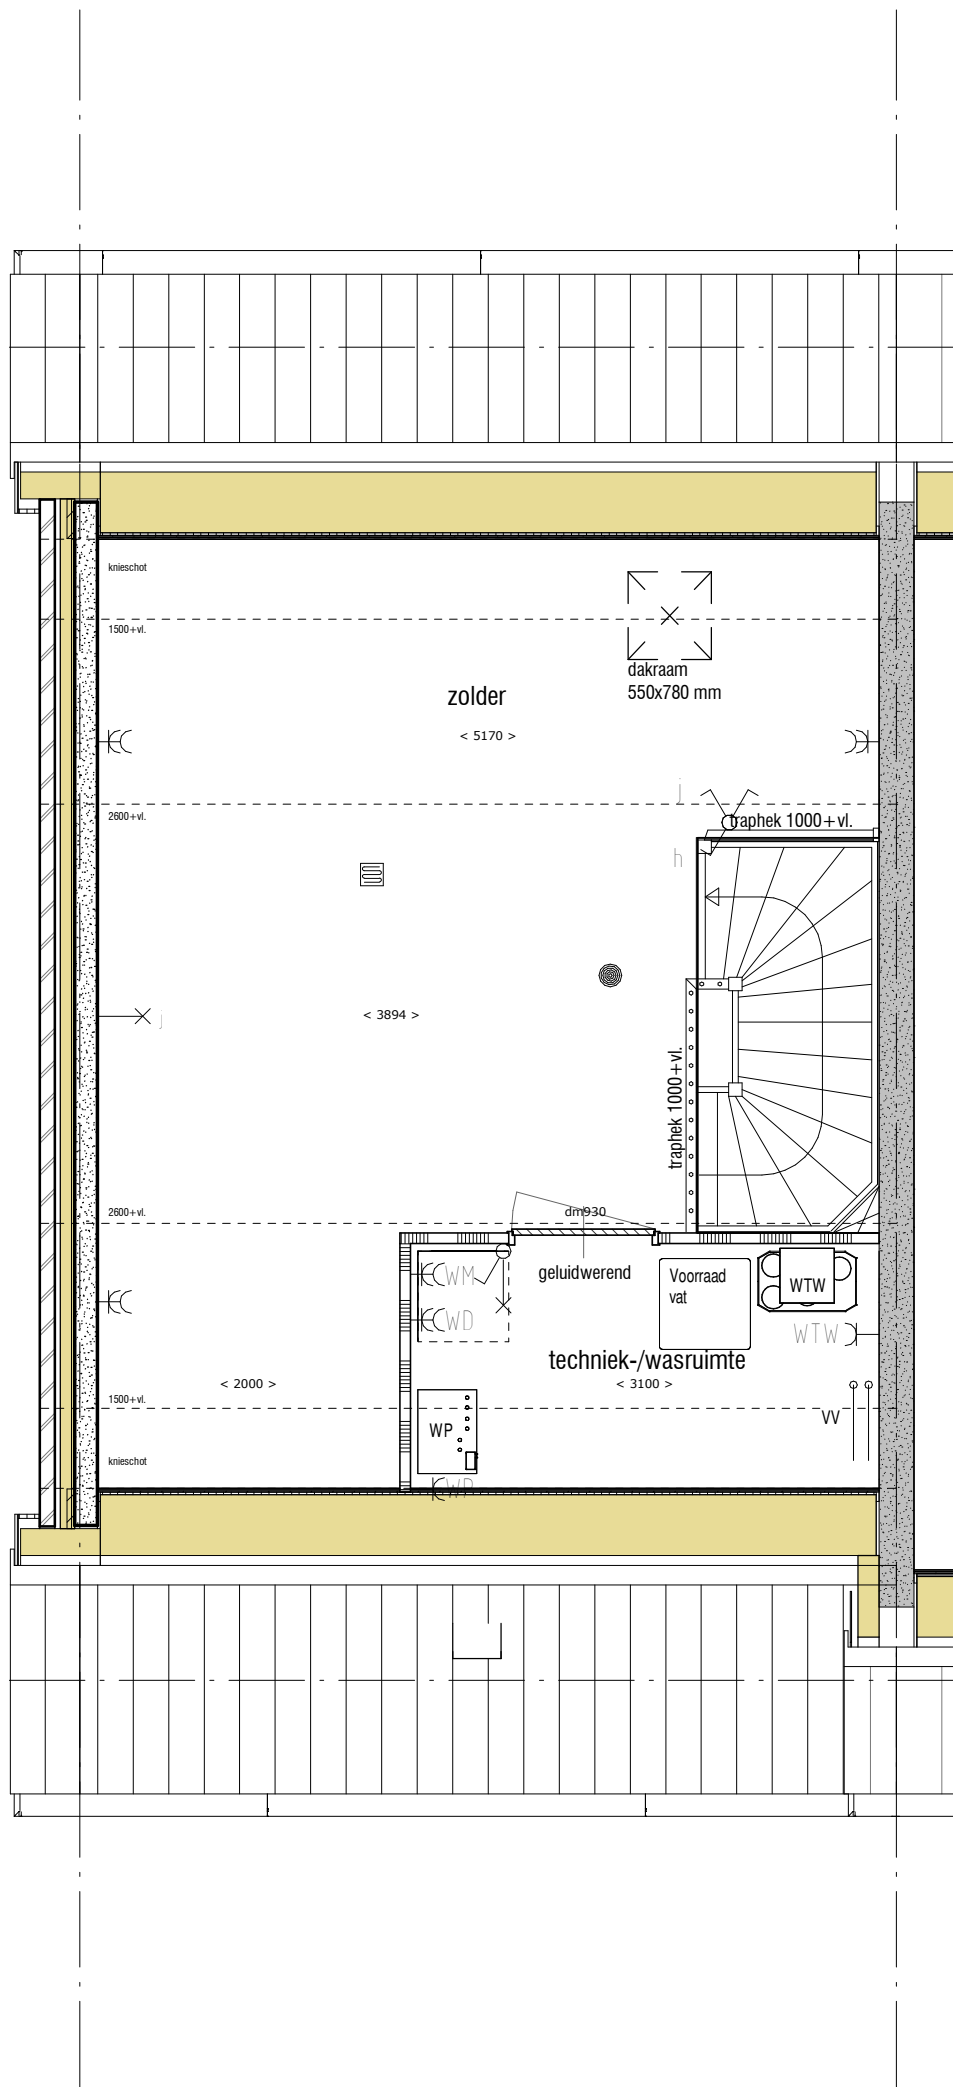 knieschot
1500+vl.
dakraam
550x780 mm
zolder
< 5170 >
j
2600+vl.
traphek 1000+vl.
h
< 3894 >
j
traphek 1000+vl.
2600+vl.
dm930
geluidwerend
WM
WD
Voorraad
vat
WTW
WTW
techniek-/wasruimte
< 2000 >
< 3100 >
1500+vl.
WP
VV
knieschot
WP